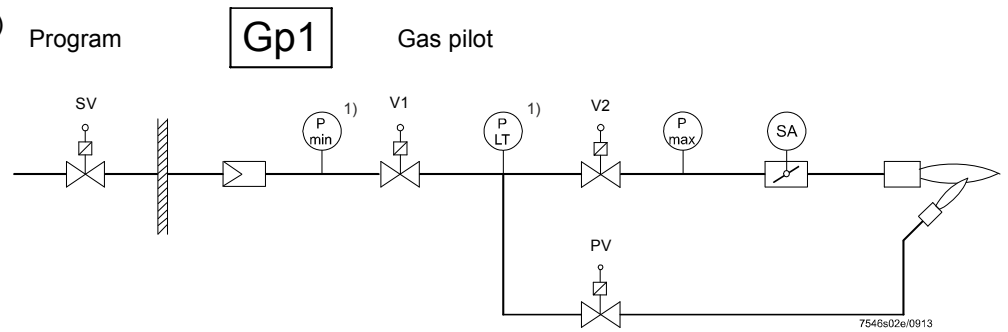 ) Program Gp1 Gas pilot
SV P min 1) V1 P LT 1) V2 P max SA
PV
7546s02e/0913